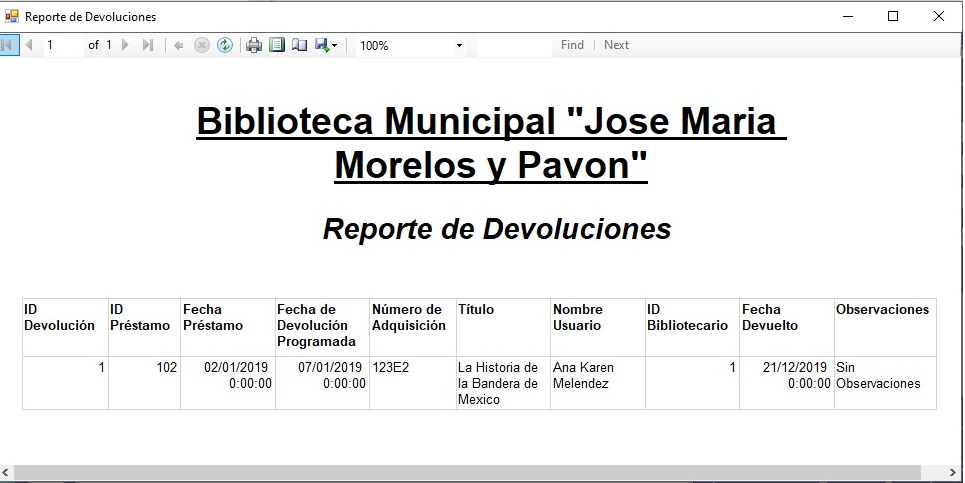 Reporte de Devoluciones
1 of 1 100% Find | Next
Biblioteca Municipal "Jose Maria
Morelos y Pavon"
Reporte de Devoluciones
ID Devolución ID Préstamo Fecha Préstamo Fecha de Devolución Programada Número de Adquisición Título Nombre Usuario ID Bibliotecario Fecha Devuelto Observaciones
1 102 02/01/2019 0:00:00 07/01/2019 0:00:00 123E2 La Historia de la Bandera de Mexico Ana Karen Melendez 1 21/12/2019 0:00:00 Sin Observaciones